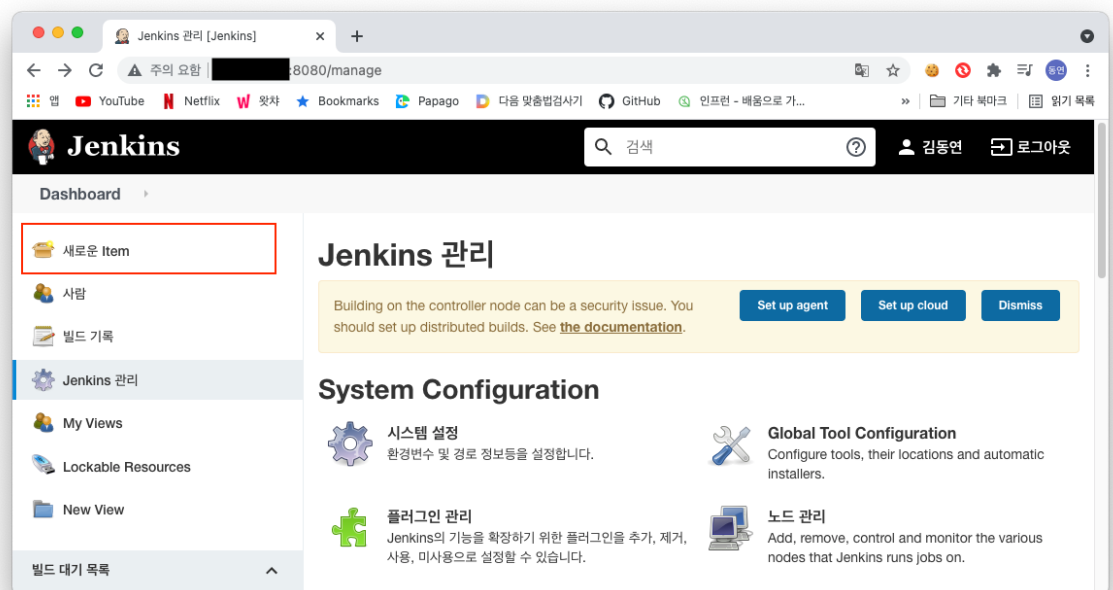 Jenkins 관리 [Jenkins]
주의 요함 | :8080/manage
앱 YouTube Netflix 왓챠 Bookmarks Papago 다음 맞춤법검사기 GitHub 인프런 - 배움으로 가... » 기타 북마크 읽기 목록
동연
Jenkins 검색 김동연 로그아웃
Dashboard
새로운 Item
사람
빌드 기록
Jenkins 관리
My Views
Lockable Resources
New View
빌드 대기 목록
Jenkins 관리
Building on the controller node can be a security issue. You
should set up distributed builds. See the documentation.
Set up agent Set up cloud Dismiss
System Configuration
시스템 설정
환경변수 및 경로 정보등을 설정합니다.
Global Tool Configuration
Configure tools, their locations and automatic
installers.
플러그인 관리
Jenkins의 기능을 확장하기 위한 플러그인을 추가, 제거,
사용, 미사용으로 설정할 수 있습니다.
노드 관리
Add, remove, control and monitor the various
nodes that Jenkins runs jobs on.